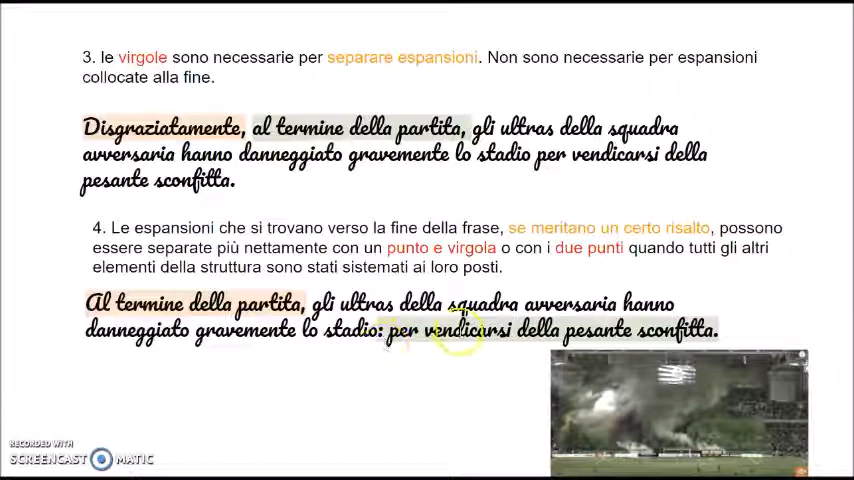 3. le virgole sono necessarie per separare espansioni. Non sono necessarie per espansioni
collocate alla fine.
Disgraziatamente, al termine della partita, gli ultras della squadra
avversaria hanno danneggiato gravemente lo stadio per vendicarsi della
pesante sconfitta.
4. Le espansioni che si trovano verso la fine della frase, se meritano un certo risalto, possono
essere separate più nettamente con un punto e virgola o con i due punti quando tutti gli altri
elementi della struttura sono stati sistemati ai loro posti.
Al termine della partita, gli ultras della squadra avversaria hanno
danneggiato gravemente lo stadio: per vendicarsi della pesante sconfitta.
RECORDED WITH
SCREENCAST MATIC